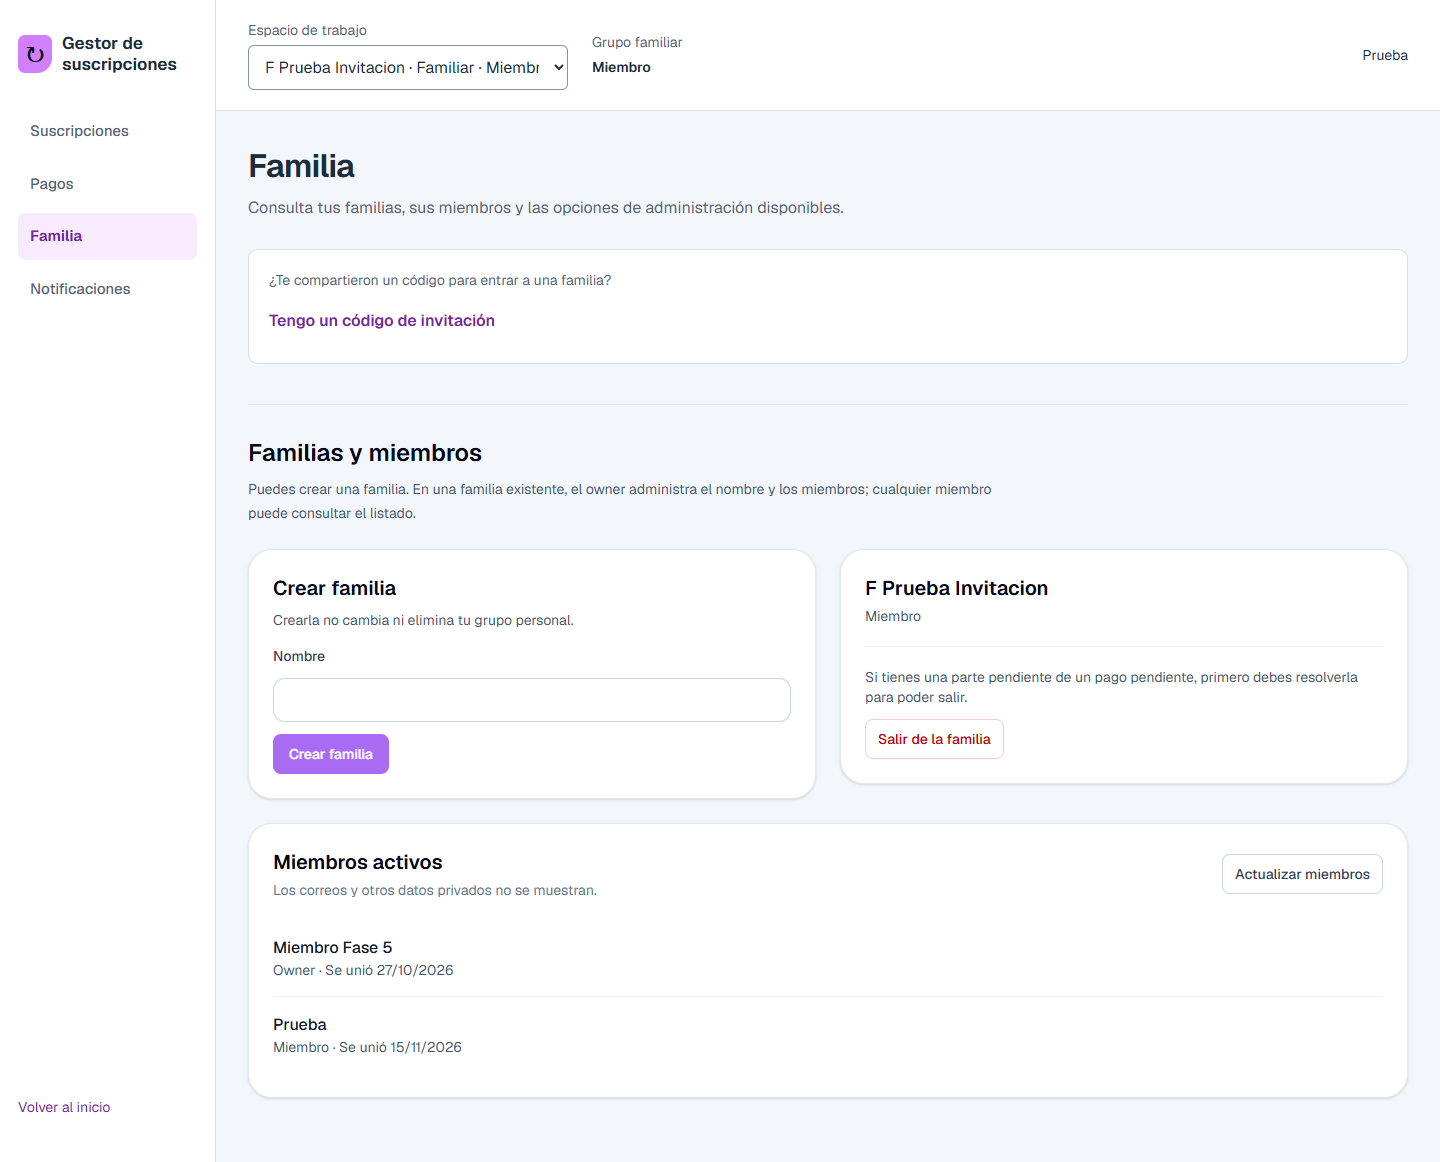 Gestor de
suscripciones
Suscripciones
Pagos
Familia
Notificaciones
Volver al inicio
Espacio de trabajo
F Prueba Invitacion · Familiar · Miembr
Grupo familiar
Miembro
Prueba
Familia
Consulta tus familias, sus miembros y las opciones de administración disponibles.
¿Te compartieron un código para entrar a una familia?
Tengo un código de invitación
Familias y miembros
Puedes crear una familia. En una familia existente, el owner administra el nombre y los miembros; cualquier miembro
puede consultar el listado.
Crear familia
Crearla no cambia ni elimina tu grupo personal.
Nombre
Crear familia
F Prueba Invitacion
Miembro
Si tienes una parte pendiente de un pago pendiente, primero debes resolverla
para poder salir.
Salir de la familia
Miembros activos
Los correos y otros datos privados no se muestran.
Actualizar miembros
Miembro Fase 5
Owner · Se unió 27/10/2026
Prueba
Miembro · Se unió 15/11/2026